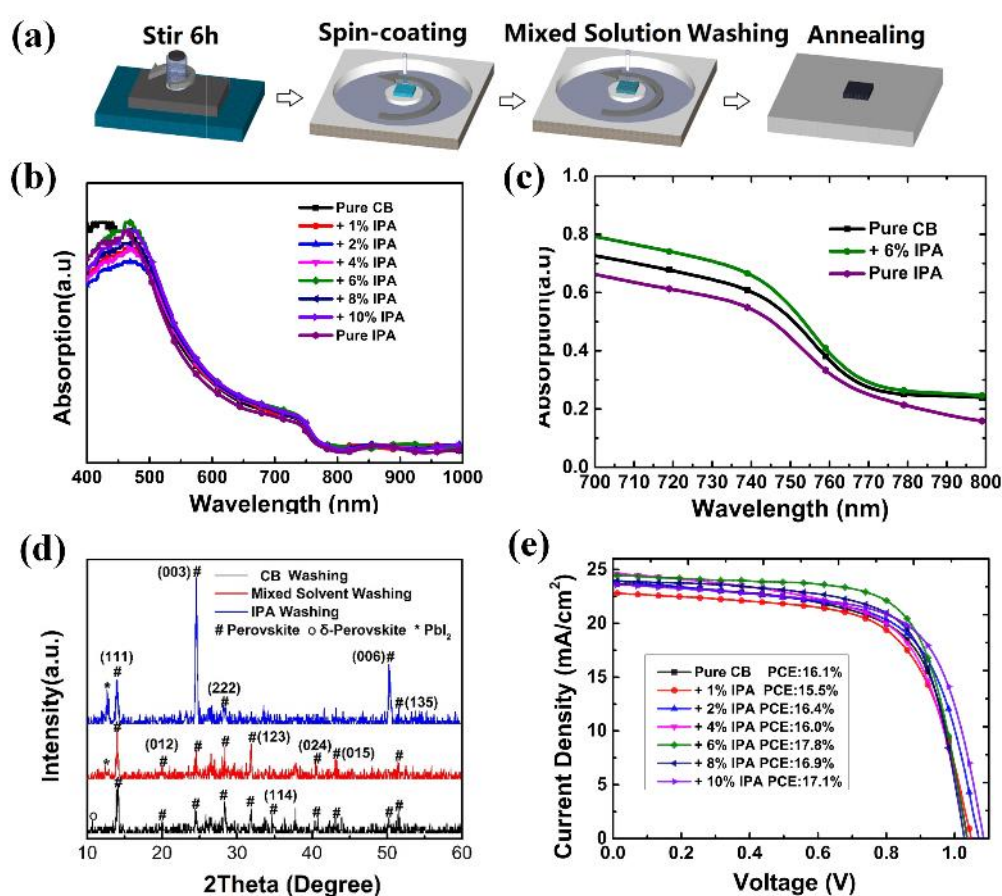 (a)
Stir 6h
Spin-coating
Mixed Solution Washing
Annealing
(b)
Absorption(a.u)
Pure CB
+ 1% IPA
+ 2% IPA
+ 4% IPA
+ 6% IPA
+ 8% IPA
+ 10% IPA
Pure IPA
400 500 600 700 800 900 1000
Wavelength (nm)
(c)
Absorption(a.u)
1.0
0.8
0.6
0.4
0.2
0.0
Pure CB
+ 6% IPA
Pure IPA
700 710 720 730 740 750 760 770 780 790 800
Wavelength (nm)
(d)
Intensity(a.u.)
CB Washing
Mixed Solvent Washing
IPA Washing
# Perovskite o δ-Perovskite * PbI2
(003) #
(111)
#
*
(222)
#
(006) #
# (135)
#
*
(012)
#
#
#
#(123)
(024)
#
#(015)
#
#
o
#
#
#
#
(114)
#
#
#
#
#
10 20 30 40 50 60
2Theta (Degree)
(e)
Current Density (mA/cm2)
25
20
15
10
5
0
Pure CB PCE:16.1%
+ 1% IPA PCE:15.5%
+ 2% IPA PCE:16.4%
+ 4% IPA PCE:16.0%
+ 6% IPA PCE:17.8%
+ 8% IPA PCE:16.9%
+ 10% IPA PCE:17.1%
0.0 0.2 0.4 0.6 0.8 1.0
Voltage (V)